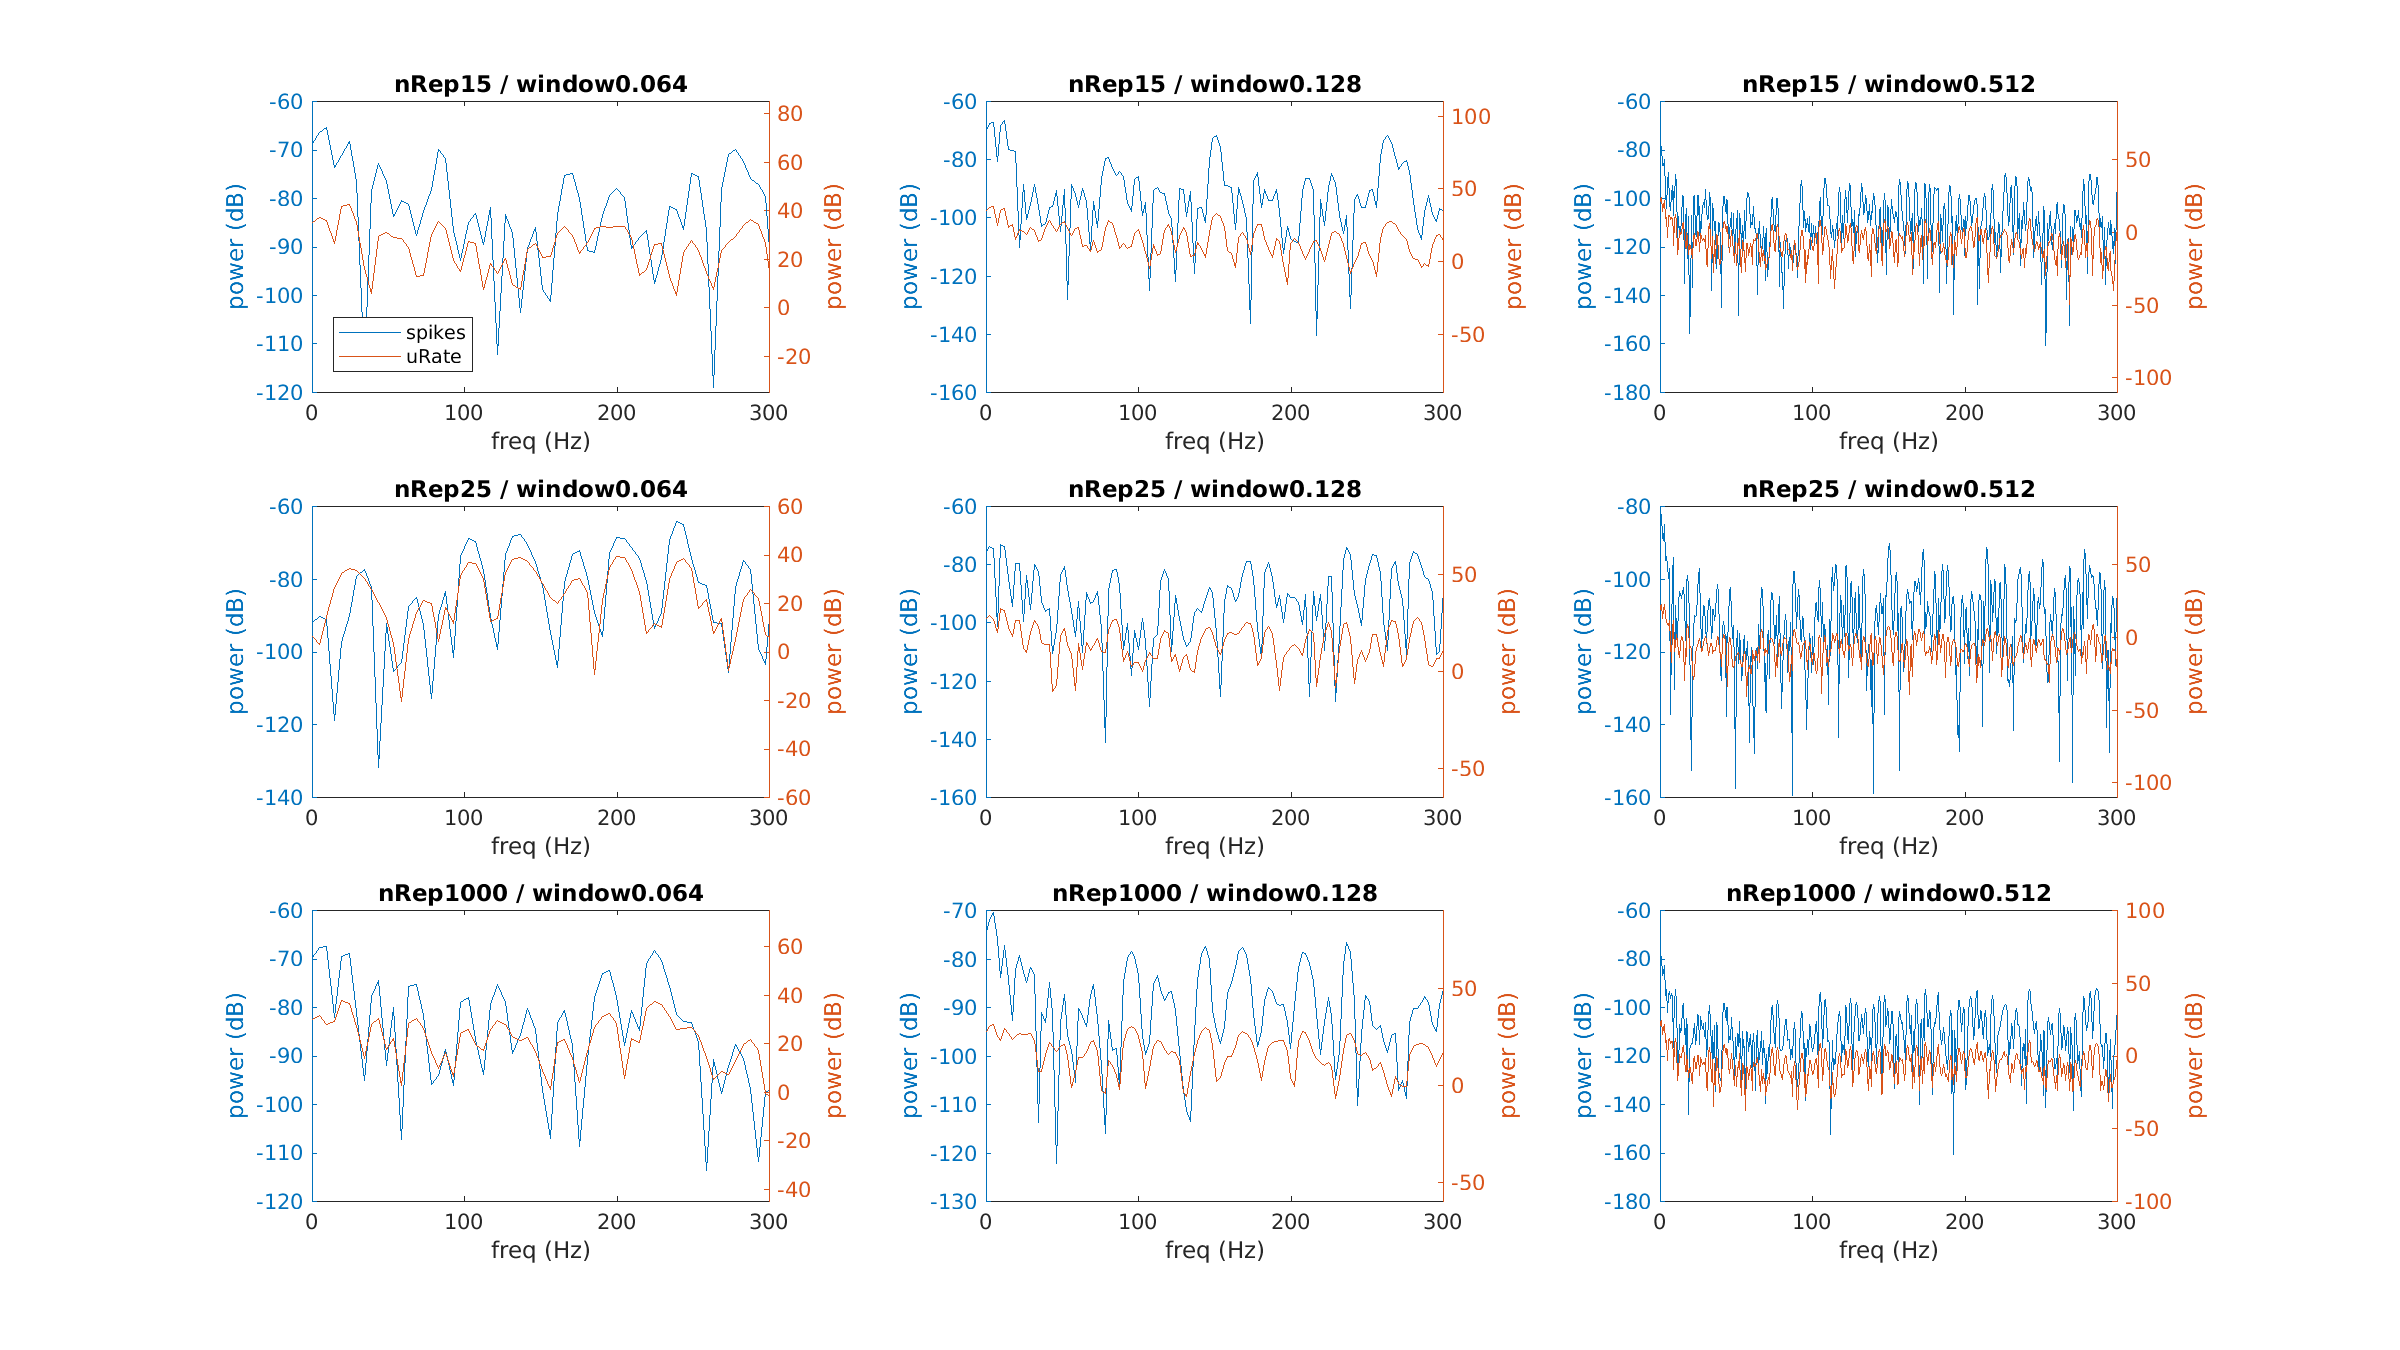 nRep15 / window0.064
-60
-70
-80
-90
-100
-110
-120
power (dB)
80
60
40
20
0
-20
power (dB)
spikes
uRate
0 100 200 300
freq (Hz)
nRep15 / window0.128
-60
-80
-100
-120
-140
-160
power (dB)
100
50
0
-50
power (dB)
0 100 200 300
freq (Hz)
nRep15 / window0.512
-60
-80
-100
-120
-140
-160
-180
power (dB)
50
0
-50
-100
power (dB)
0 100 200 300
freq (Hz)
nRep25 / window0.064
-60
-80
-100
-120
-140
power (dB)
60
40
20
0
-20
-40
-60
power (dB)
0 100 200 300
freq (Hz)
nRep25 / window0.128
-60
-80
-100
-120
-140
-160
power (dB)
50
0
-50
power (dB)
0 100 200 300
freq (Hz)
nRep25 / window0.512
-80
-100
-120
-140
-160
power (dB)
50
0
-50
-100
power (dB)
0 100 200 300
freq (Hz)
nRep1000 / window0.064
-60
-70
-80
-90
-100
-110
-120
power (dB)
60
40
20
0
-20
-40
power (dB)
0 100 200 300
freq (Hz)
nRep1000 / window0.128
-70
-80
-90
-100
-110
-120
-130
power (dB)
50
0
-50
power (dB)
0 100 200 300
freq (Hz)
nRep1000 / window0.512
-60
-80
-100
-120
-140
-160
-180
power (dB)
100
50
0
-50
-100
power (dB)
0 100 200 300
freq (Hz)